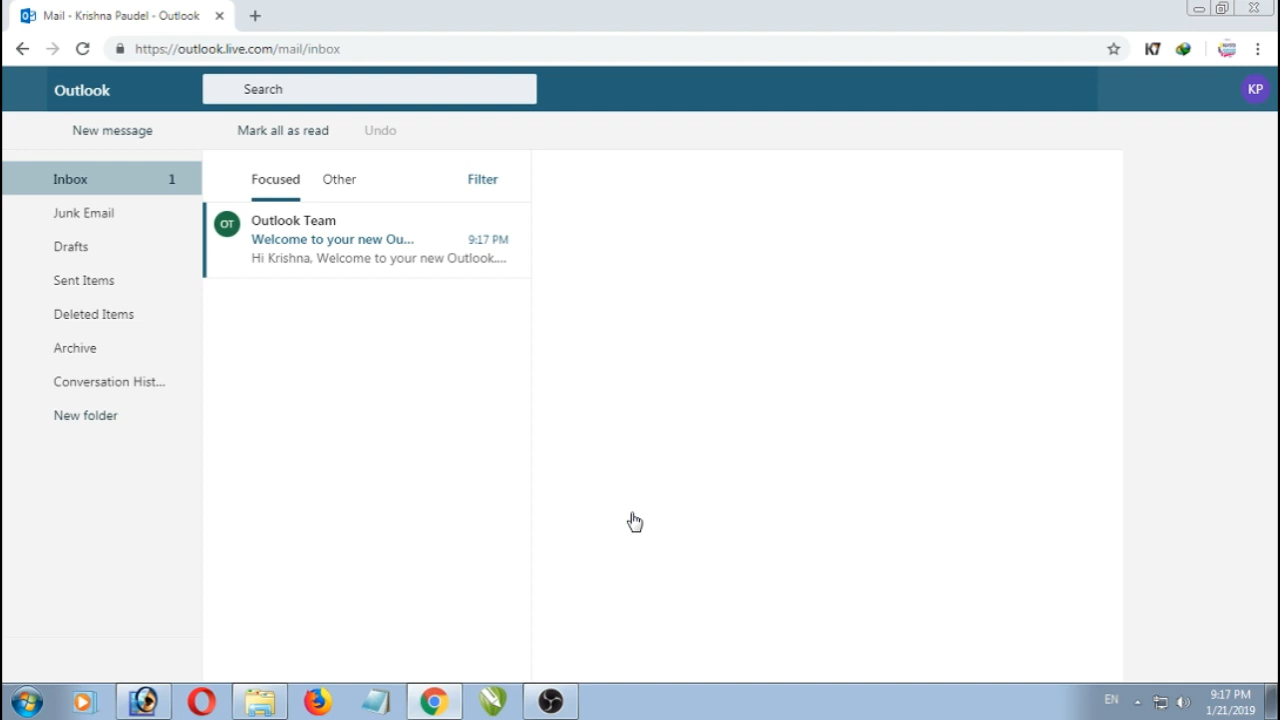 Mail - Krishna Paudel - Outlook
https://outlook.live.com/mail/inbox
K7
Outlook
Search
KP
New message
Mark all as read
Undo
Inbox 1
Junk Email
Drafts
Sent Items
Deleted Items
Archive
Conversation Hist...
New folder
Focused
Other
Filter
OT
Outlook Team
Welcome to your new Ou...
9:17 PM
Hi Krishna, Welcome to your new Outlook....
EN
9:17 PM
1/21/2019